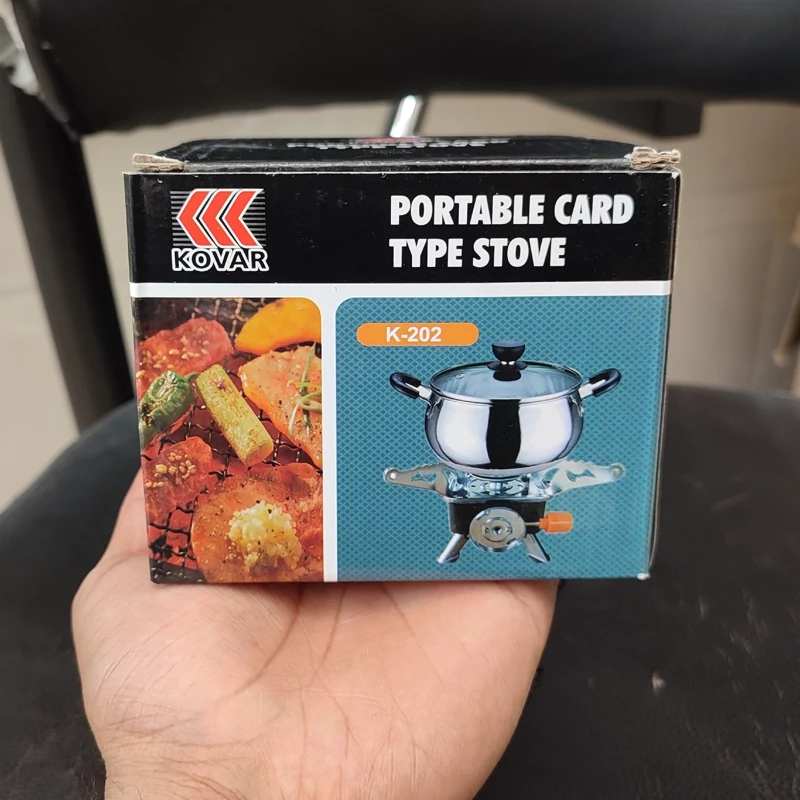 KOVAR
PORTABLE CARD
TYPE STOVE
K-202